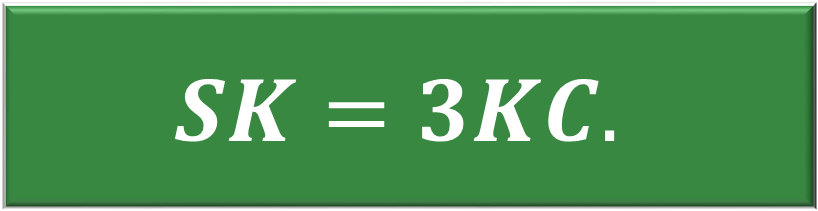 SK = 3KC.